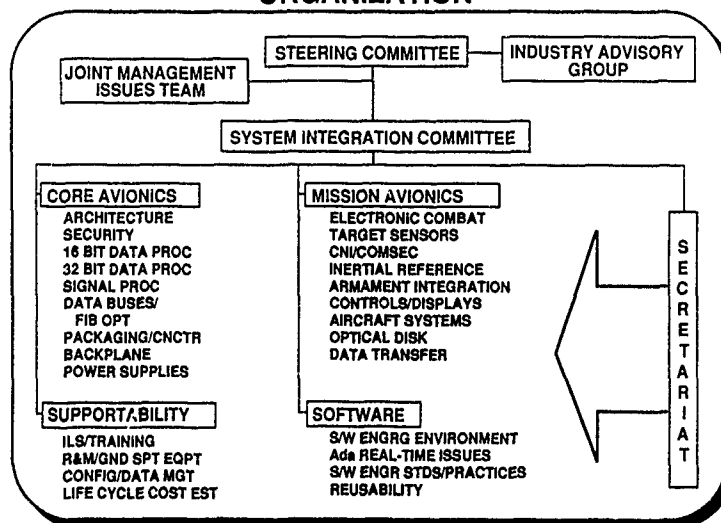 ORGANIZATION
STEERING COMMITTEE
INDUSTRY ADVISORY
GROUP
JOINT MANAGEMENT
ISSUES TEAM
SYSTEM INTEGRATION COMMITTEE
CORE AVIONICS
ARCHITECTURE
SECURITY
16 BIT DATA PROC
32 BIT DATA PROC
SIGNAL PROC
DATA BUSES/
FIB OPT
PACKAGING/CNCTR
BACKPLANE
POWER SUPPLIES
MISSION AVIONICS
ELECTRONIC COMBAT
TARGET SENSORS
CNI/COMSEC
INERTIAL REFERENCE
ARMAMENT INTEGRATION
CONTROLS/DISPLAYS
AIRCRAFT SYSTEMS
OPTICAL DISK
DATA TRANSFER
SUPPORTABILITY
ILS/TRAINING
R&M/GND SPT EQPT
CONFIG/DATA MGT
LIFE CYCLE COST EST
SOFTWARE
S/W ENGRG ENVIRONMENT
Ada REAL-TIME ISSUES
S/W ENGR STDS/PRACTICES
REUSABILITY
SECRETARIAT